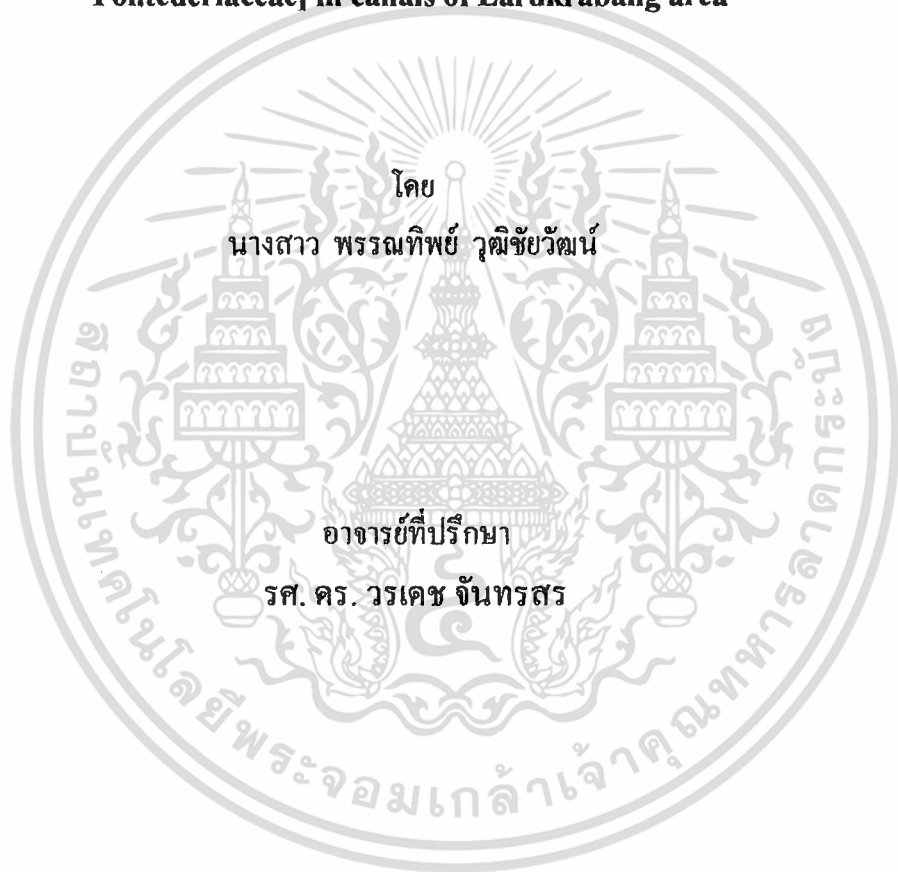 Pontederiaceae] in canals of Lardkrabang area
โดย
นางสาว พรรณทิพย์ วุฒิชัยวัฒน์
อาจารย์ที่ปรึกษา
รศ. ดร. วรเดช จันทรสร
สถาบันเทคโนโลยีพระจอมเกล้าเจ้าคุณทหารลาดกระบัง